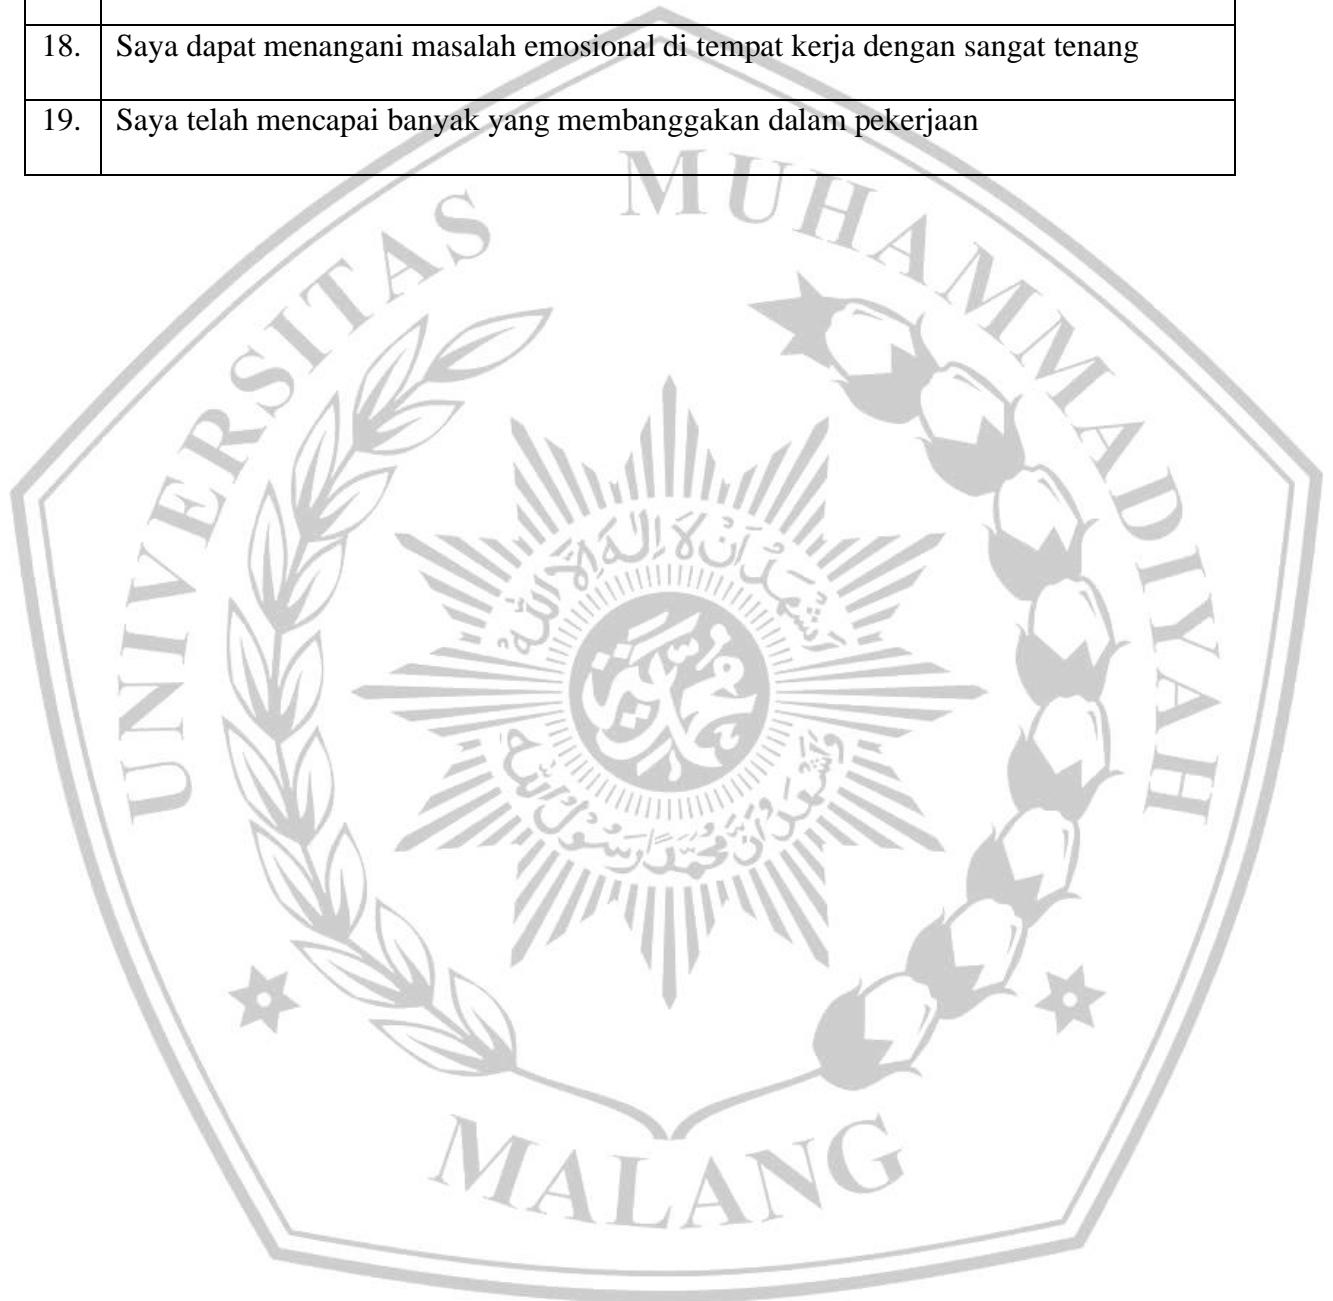 18. Saya dapat menangani masalah emosional di tempat kerja dengan sangat tenang
19. Saya telah mencapai banyak yang membanggakan dalam pekerjaan
UNIVERSITAS MUHAMMADIYAH
MALANG